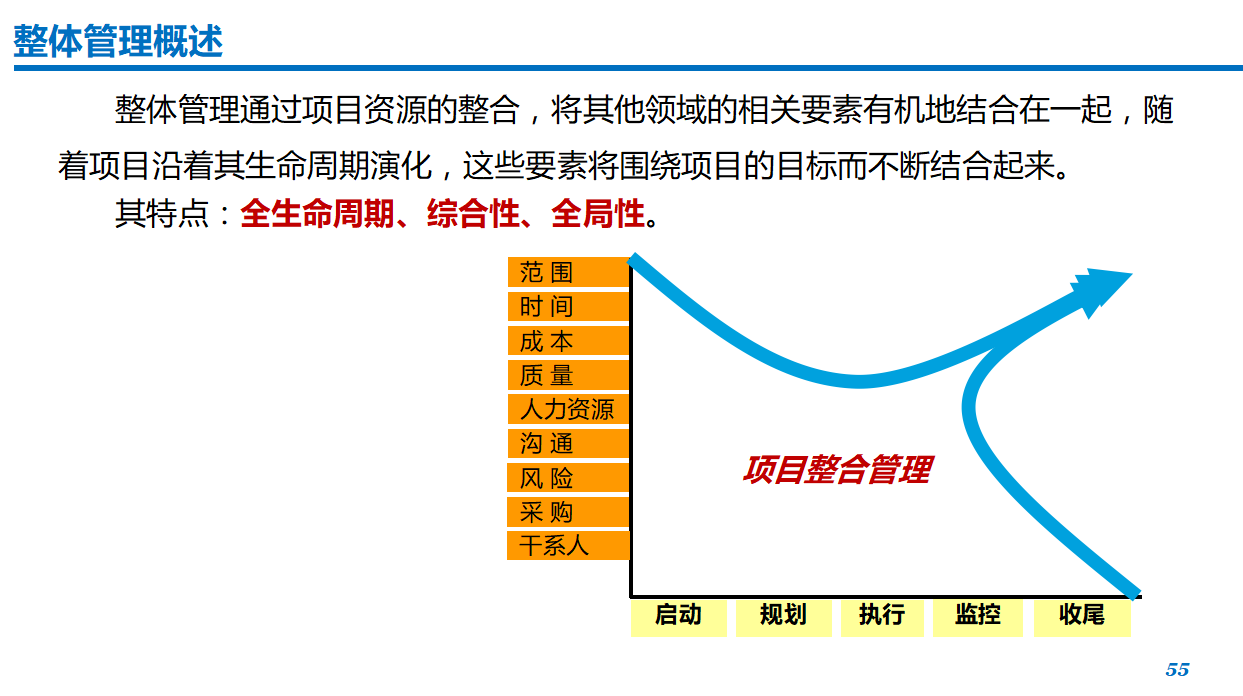 整体管理概述
整体管理通过项目资源的整合，将其他领域的相关要素有机地结合在一起，随
着项目沿着其生命周期演化，这些要素将围绕项目的目标而不断结合起来。
其特点：全生命周期、综合性、全局性。
范 围
时 间
成 本
质 量
人力资源
沟 通
风 险
采 购
干系人
项目整合管理
启动 规划 执行 监控 收尾
55